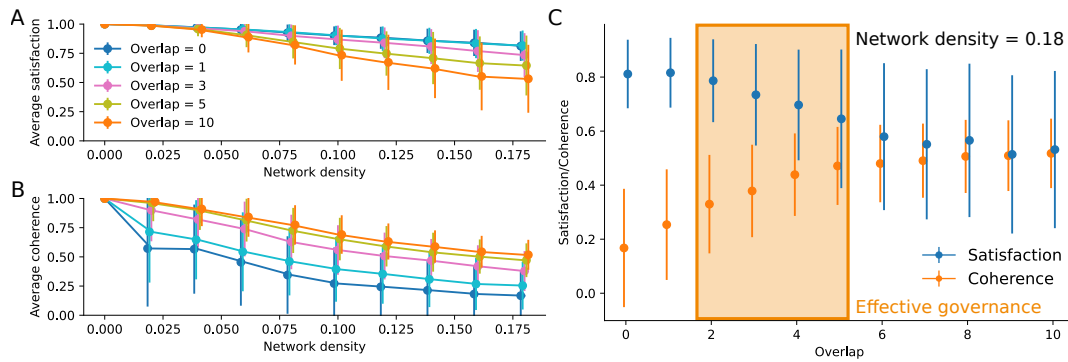 A
Average satisfaction
1.00
0.75
0.50
0.25
0.00
Overlap = 0
Overlap = 1
Overlap = 3
Overlap = 5
Overlap = 10
0.000 0.025 0.050 0.075 0.100 0.125 0.150 0.175
Network density
B
Average coherence
1.00
0.75
0.50
0.25
0.00
0.000 0.025 0.050 0.075 0.100 0.125 0.150 0.175
Network density
C
Network density = 0.18
Satisfaction/Coherence
0.8
0.6
0.4
0.2
0.0
Satisfaction
Coherence
Effective governance
0 2 4 6 8 10
Overlap